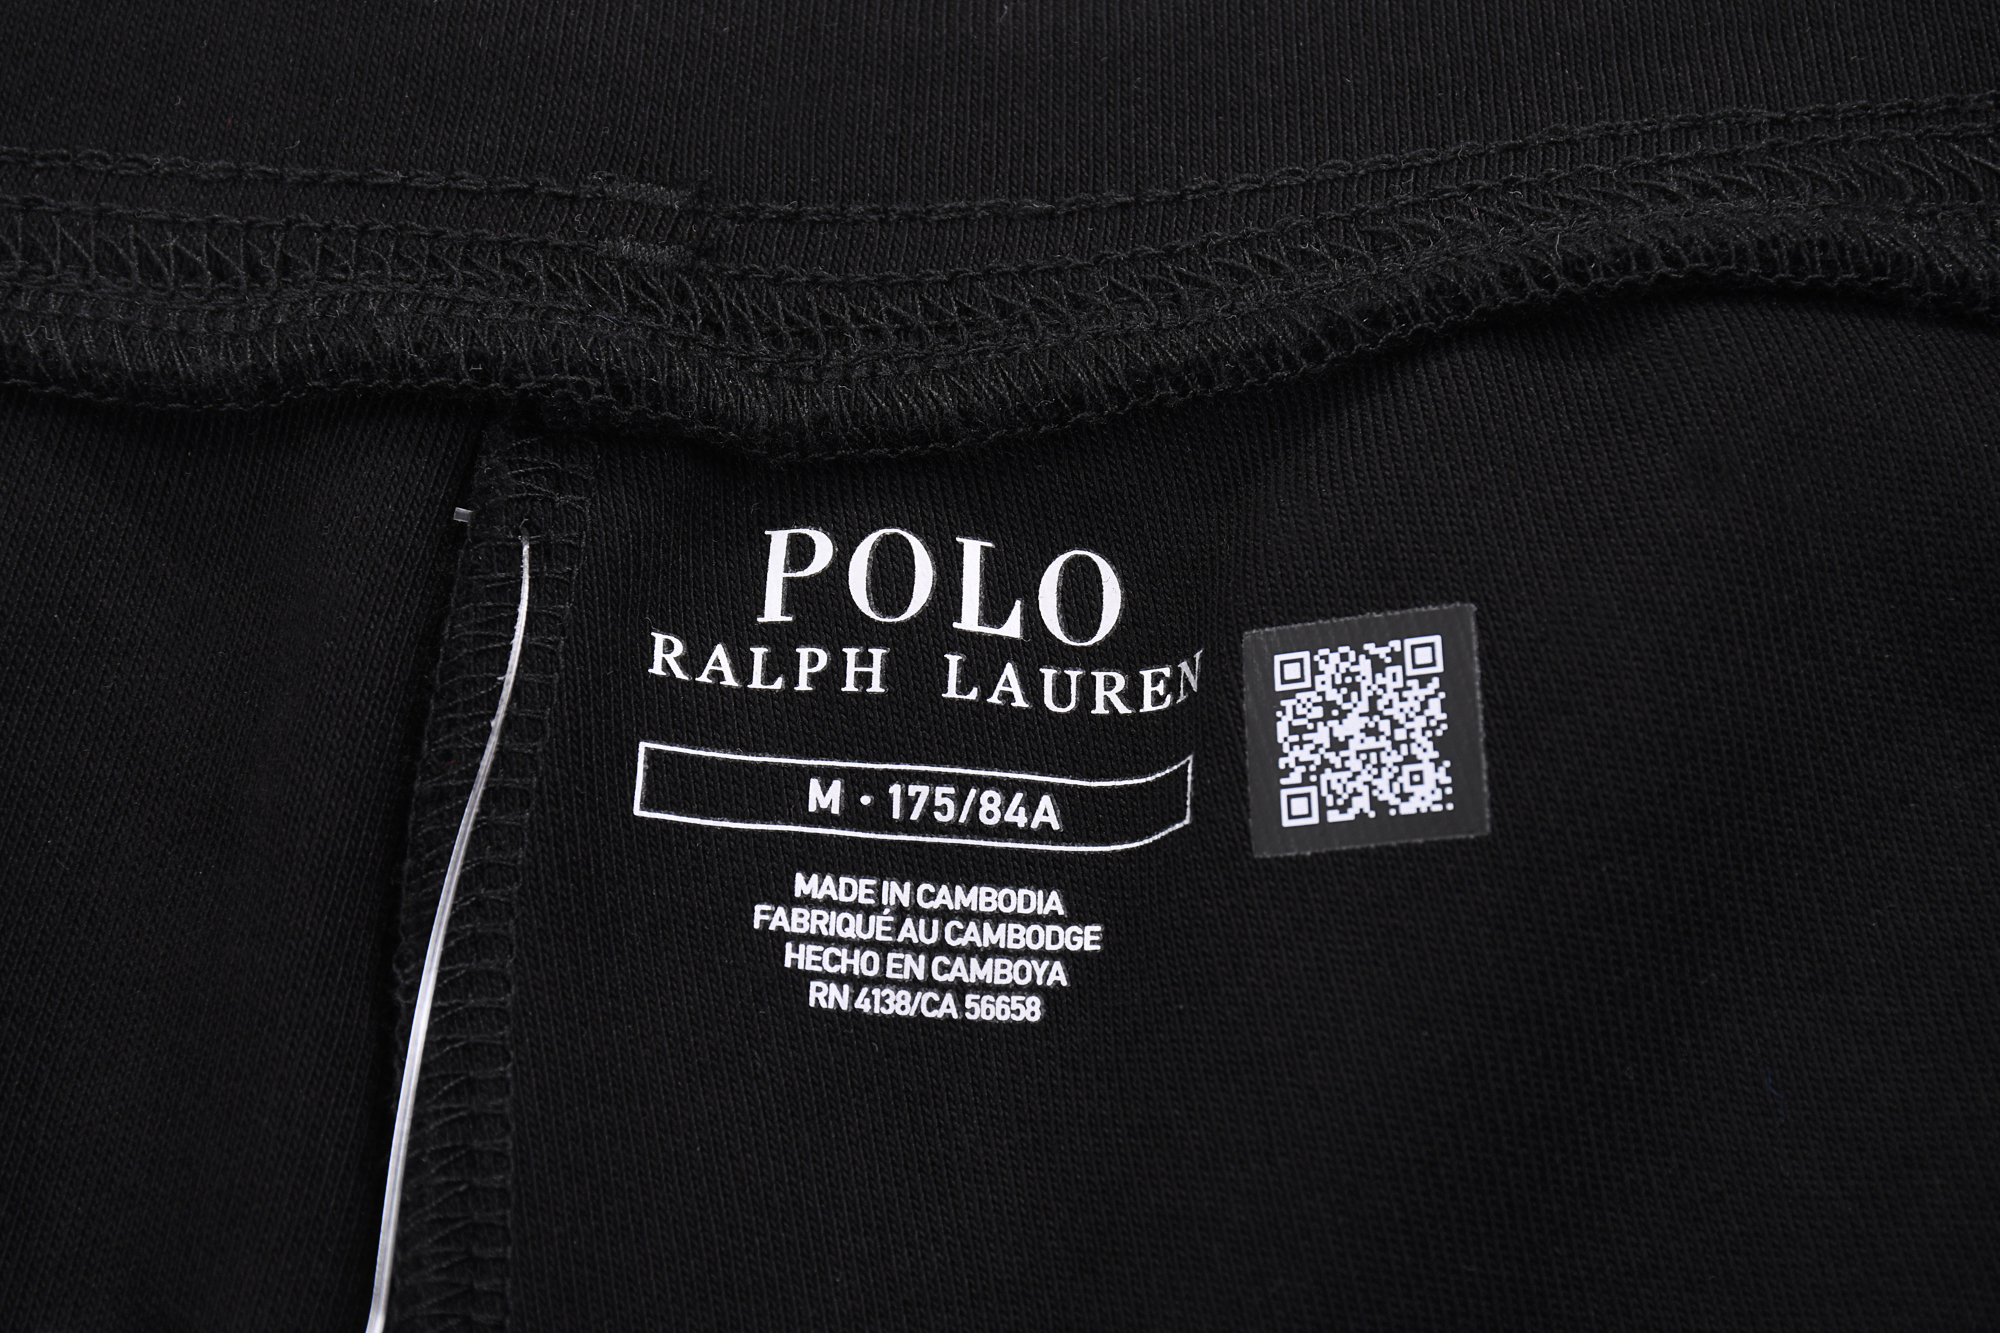 POLO
RALPH LAUREN
M • 175/84A
MADE IN CAMBODIA
FABRIQUÉ AU CAMBODGE
HECHO EN CAMBOYA
RN 4138/CA 56658